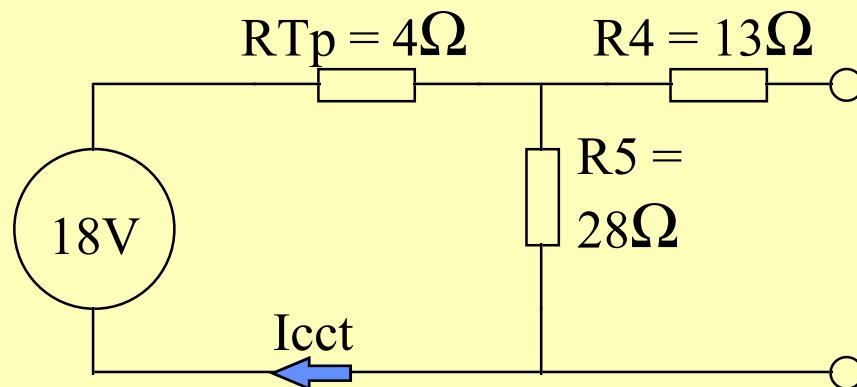 RTp = 4Ω
R4 = 13Ω
R5 =
28Ω
18V
Icct